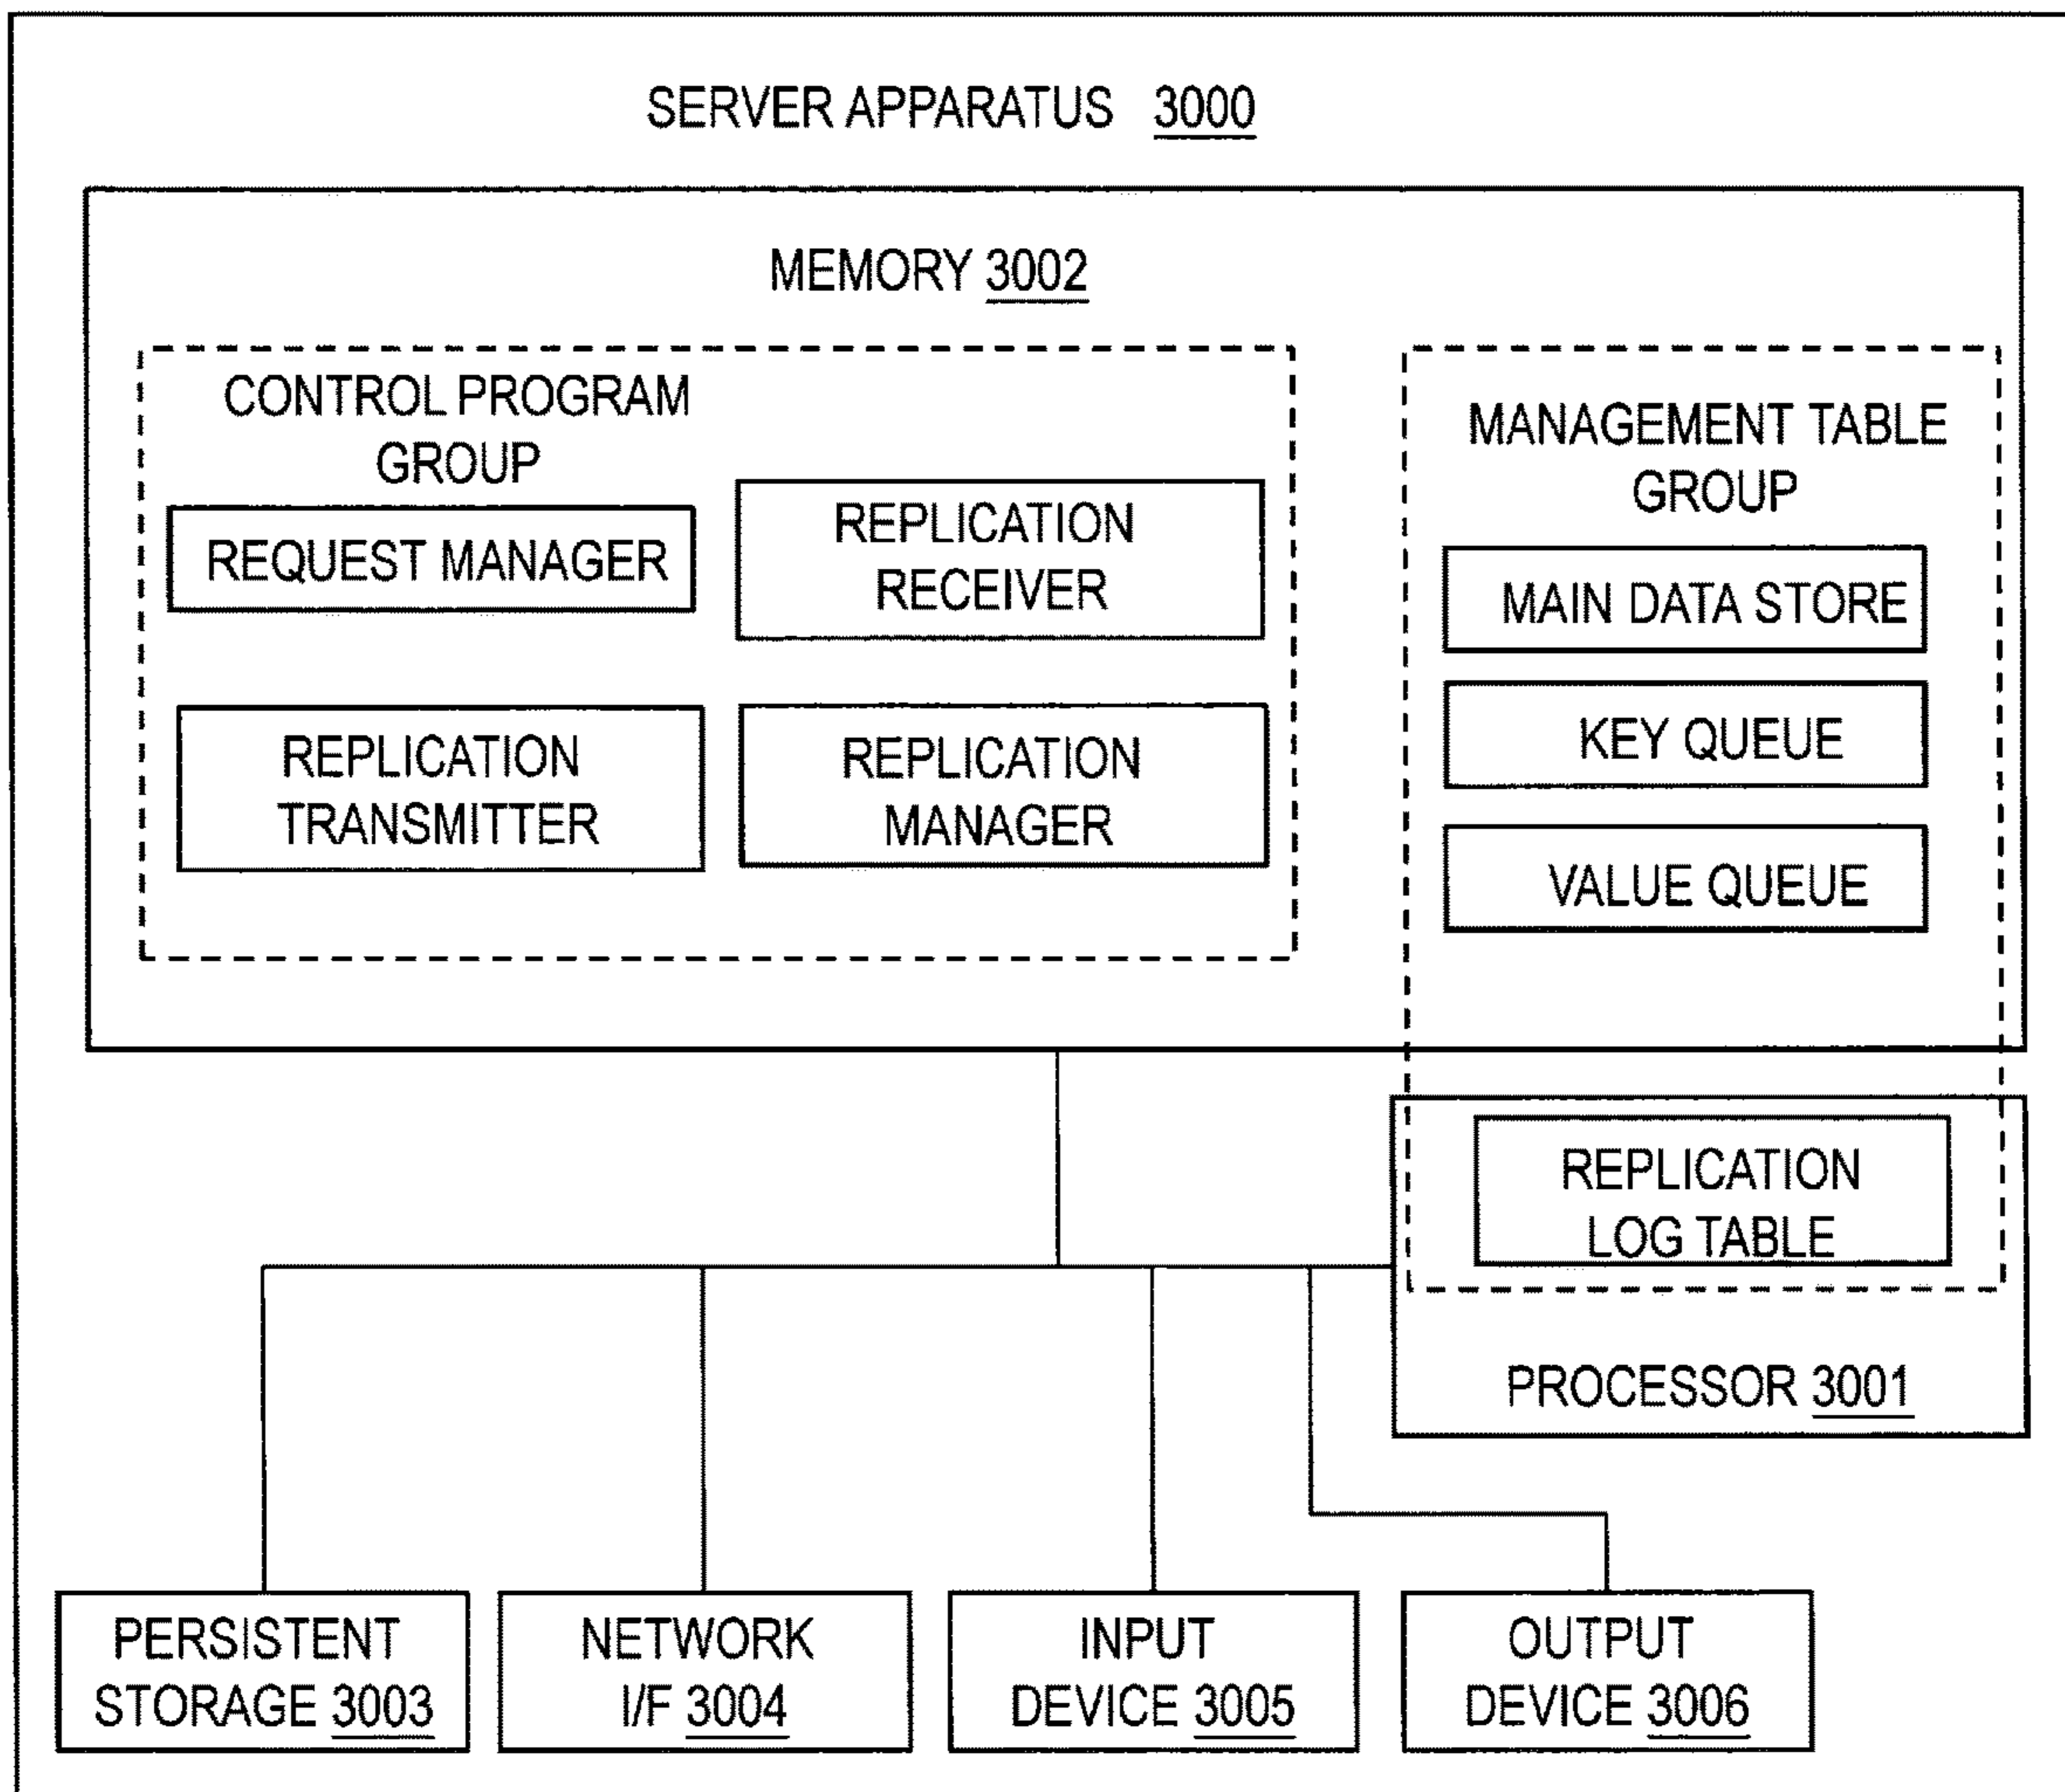 SERVER APPARATUS 3000
MEMORY 3002
CONTROL PROGRAM
GROUP
REQUEST MANAGER
REPLICATION
RECEIVER
REPLICATION
TRANSMITTER
REPLICATION
MANAGER
MANAGEMENT TABLE
GROUP
MAIN DATA STORE
KEY QUEUE
VALUE QUEUE
REPLICATION
LOG TABLE
PROCESSOR 3001
PERSISTENT
STORAGE 3003
NETWORK
I/F 3004
INPUT
DEVICE 3005
OUTPUT
DEVICE 3006